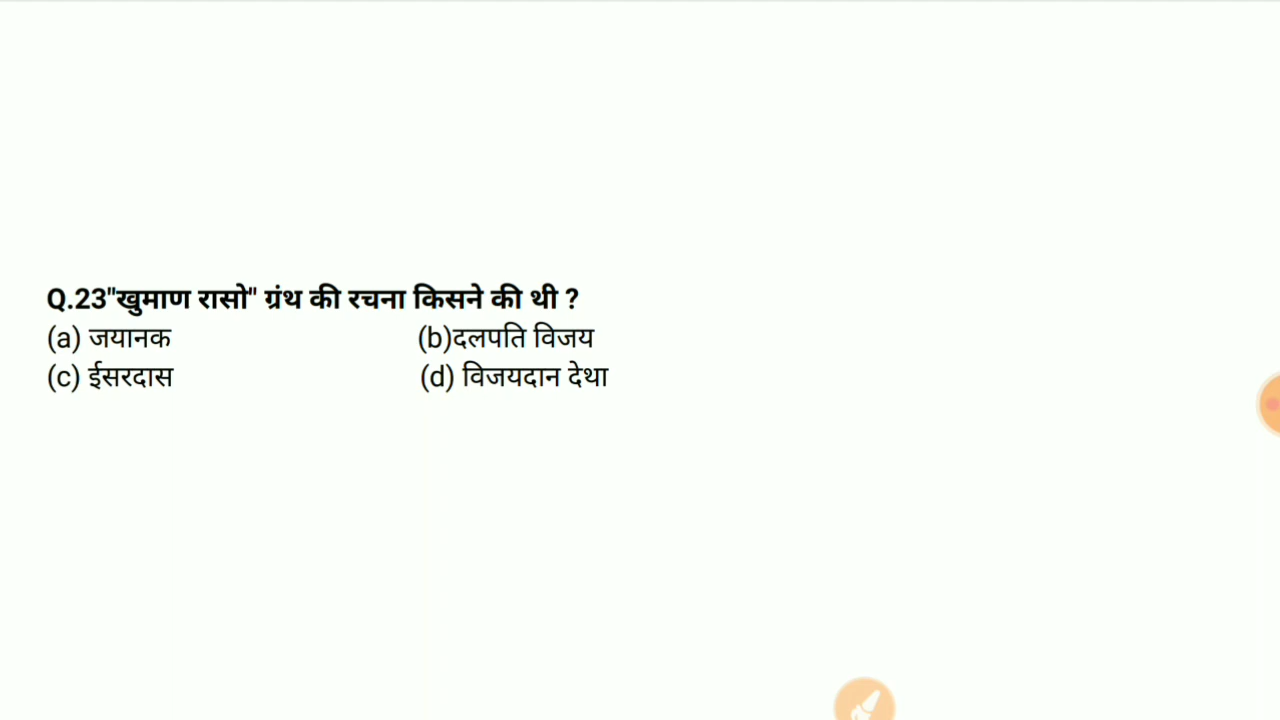 Q.23"खुमाण रासो" ग्रंथ की रचना किसने की थी ?
(a) जयानक (b)दलपति विजय
(c) ईसरदास (d) विजयदान देथा